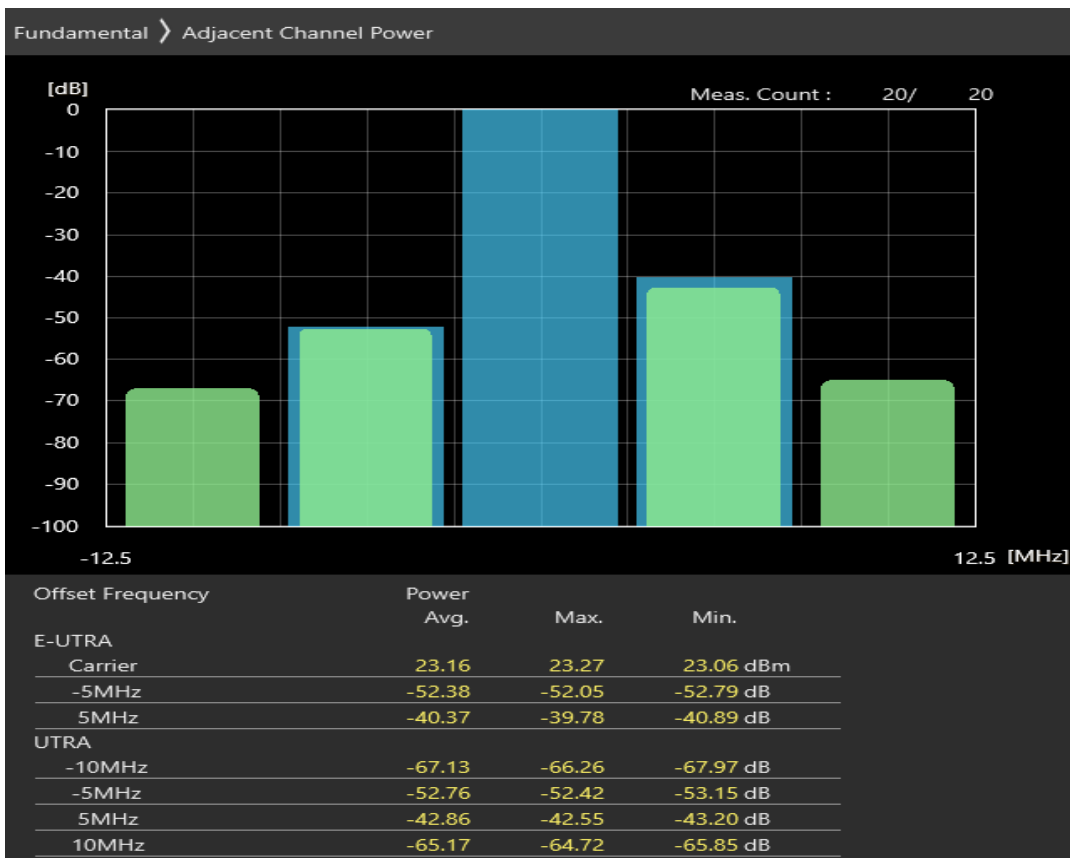 Fundamental 〉 Adjacent Channel Power
[dB]
Meas. Count : 20/ 20
0
-10
-20
-30
-40
-50
-60
-70
-80
-90
-100
-12.5 12.5 [MHz]
Offset Frequency Power
Avg. Max. Min.
E-UTRA
Carrier 23.16 23.27 23.06 dBm
-5MHz -52.38 -52.05 -52.79 dB
5MHz -40.37 -39.78 -40.89 dB
UTRA
-10MHz -67.13 -66.26 -67.97 dB
-5MHz -52.76 -52.42 -53.15 dB
5MHz -42.86 -42.55 -43.20 dB
10MHz -65.17 -64.72 -65.85 dB